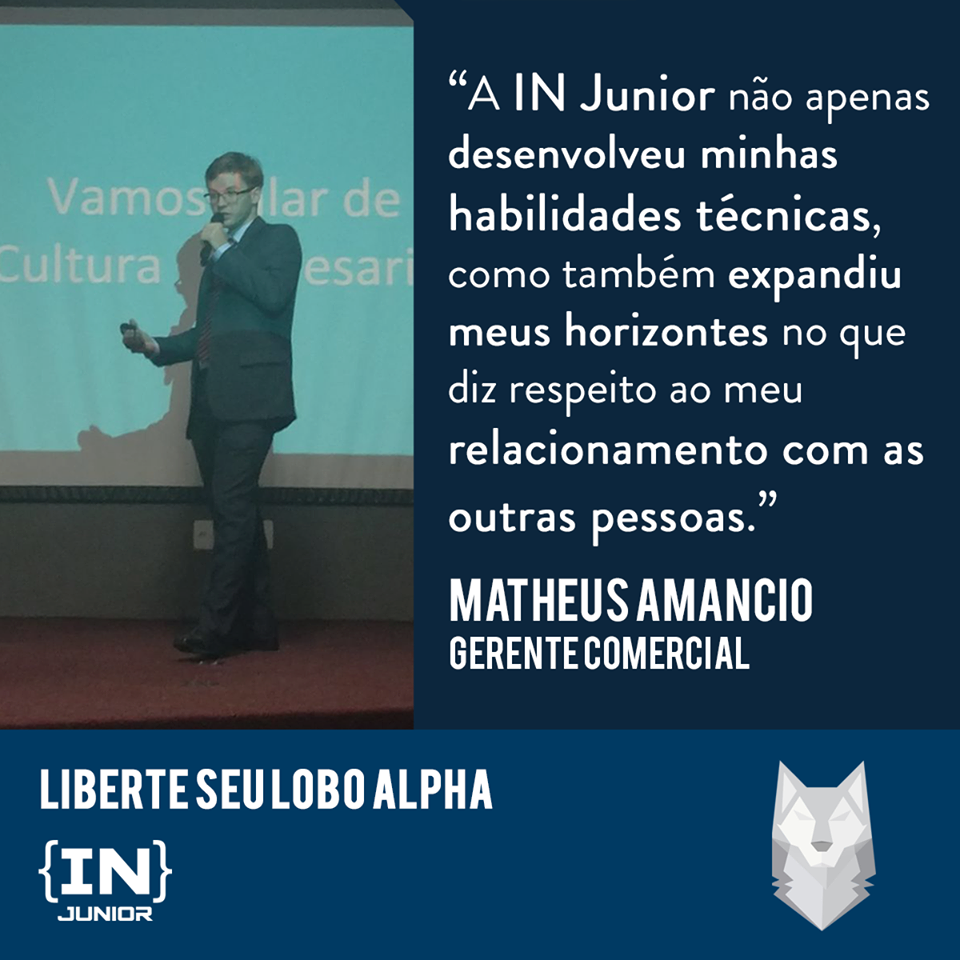 Vamos lar de
Cultura esari
“A IN Junior não apenas
desenvolveu minhas
habilidades técnicas,
como também expandiu
meus horizontes no que
diz respeito ao meu
relacionamento com as
outras pessoas.”
MATHEUS AMANCIO
GERENTE COMERCIAL
LIBERTE SEU LOBO ALPHA
{IN}
JUNIOR